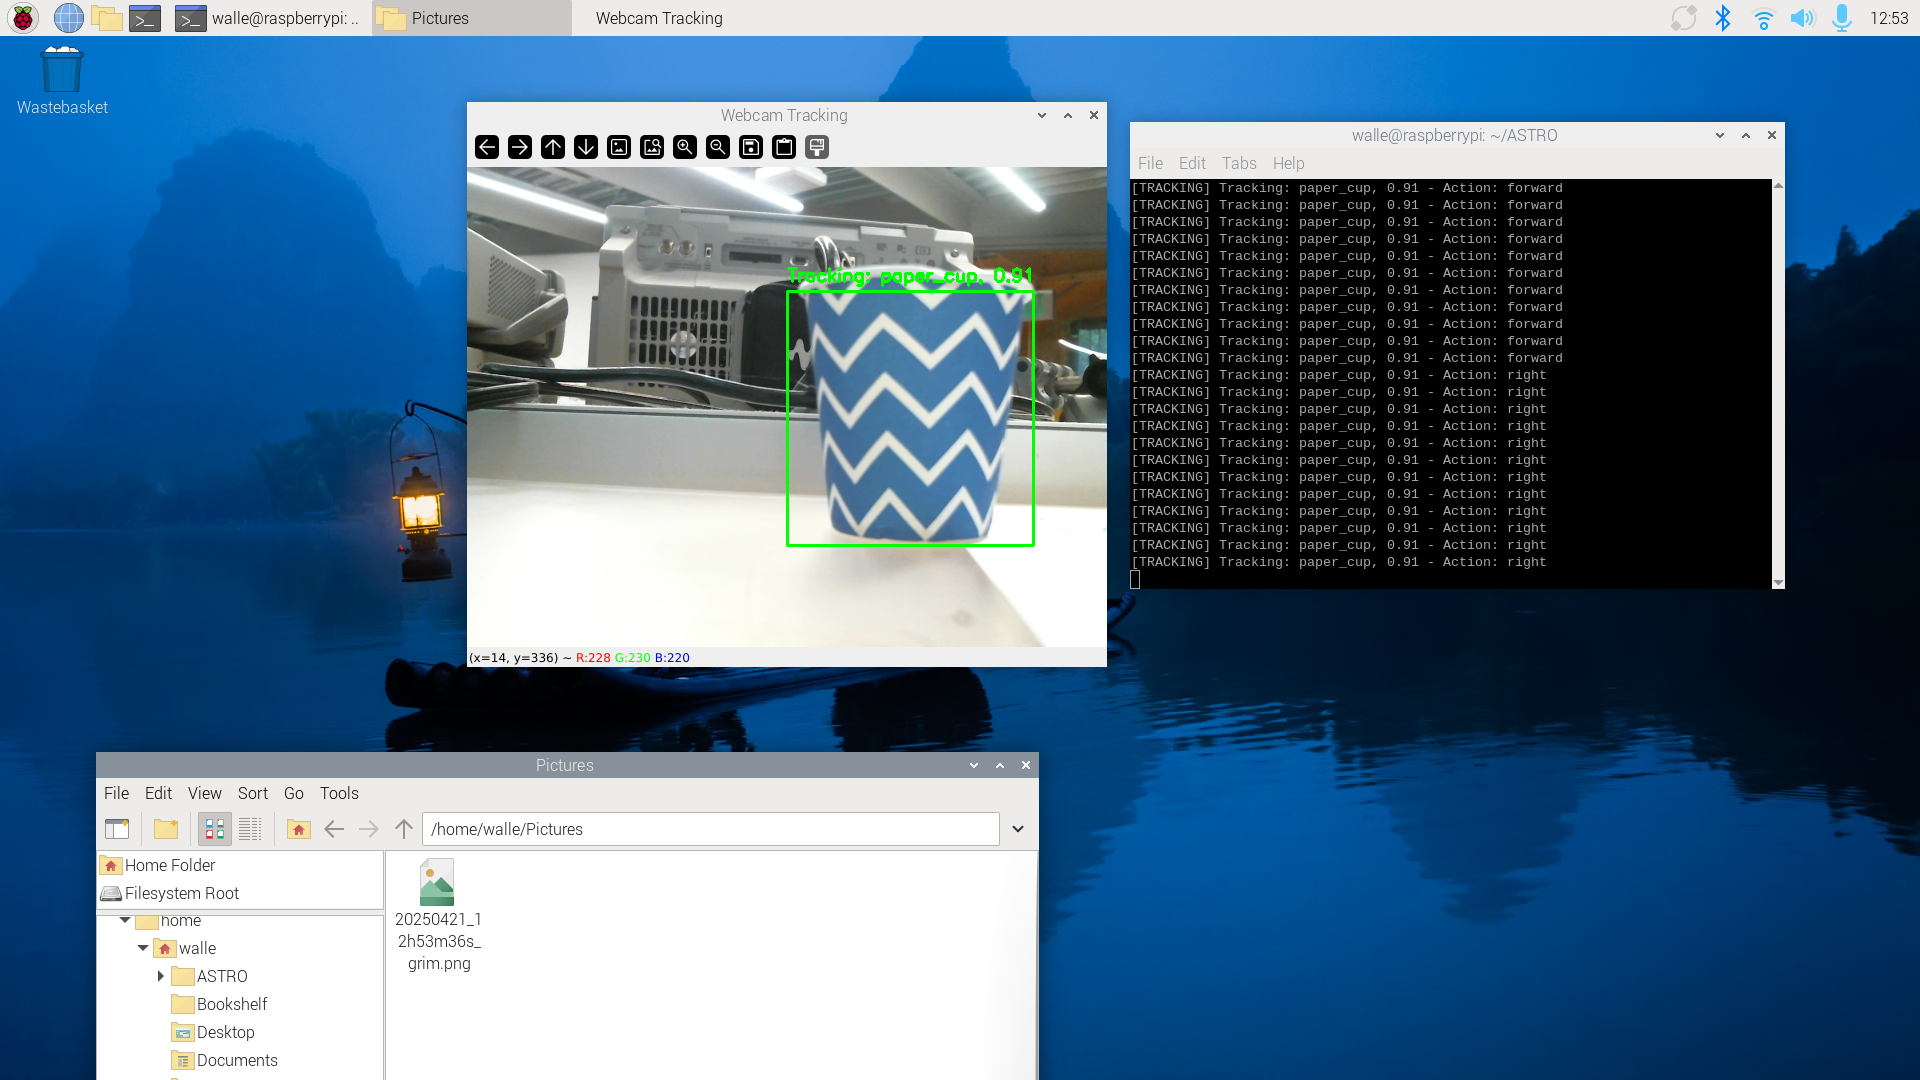 walle@raspberrypi: ..
Pictures
Webcam Tracking
12:53
Wastebasket
Webcam Tracking
Tracking: paper_cup, 0.91
(x=14, y=336) ~ R:228 G:230 B:220
walle@raspberrypi: ~/ASTRO
File Edit Tabs Help
[TRACKING] Tracking: paper_cup, 0.91 - Action: forward
[TRACKING] Tracking: paper_cup, 0.91 - Action: forward
[TRACKING] Tracking: paper_cup, 0.91 - Action: forward
[TRACKING] Tracking: paper_cup, 0.91 - Action: forward
[TRACKING] Tracking: paper_cup, 0.91 - Action: forward
[TRACKING] Tracking: paper_cup, 0.91 - Action: forward
[TRACKING] Tracking: paper_cup, 0.91 - Action: forward
[TRACKING] Tracking: paper_cup, 0.91 - Action: forward
[TRACKING] Tracking: paper_cup, 0.91 - Action: forward
[TRACKING] Tracking: paper_cup, 0.91 - Action: forward
[TRACKING] Tracking: paper_cup, 0.91 - Action: forward
[TRACKING] Tracking: paper_cup, 0.91 - Action: right
[TRACKING] Tracking: paper_cup, 0.91 - Action: right
[TRACKING] Tracking: paper_cup, 0.91 - Action: right
[TRACKING] Tracking: paper_cup, 0.91 - Action: right
[TRACKING] Tracking: paper_cup, 0.91 - Action: right
[TRACKING] Tracking: paper_cup, 0.91 - Action: right
[TRACKING] Tracking: paper_cup, 0.91 - Action: right
[TRACKING] Tracking: paper_cup, 0.91 - Action: right
[TRACKING] Tracking: paper_cup, 0.91 - Action: right
[TRACKING] Tracking: paper_cup, 0.91 - Action: right
[TRACKING] Tracking: paper_cup, 0.91 - Action: right
[TRACKING] Tracking: paper_cup, 0.91 - Action: right
Pictures
File Edit View Sort Go Tools
/home/walle/Pictures
Home Folder
Filesystem Root
home
walle
ASTRO
Bookshelf
Desktop
Documents
20250421_1
2h53m36s_
grim.png